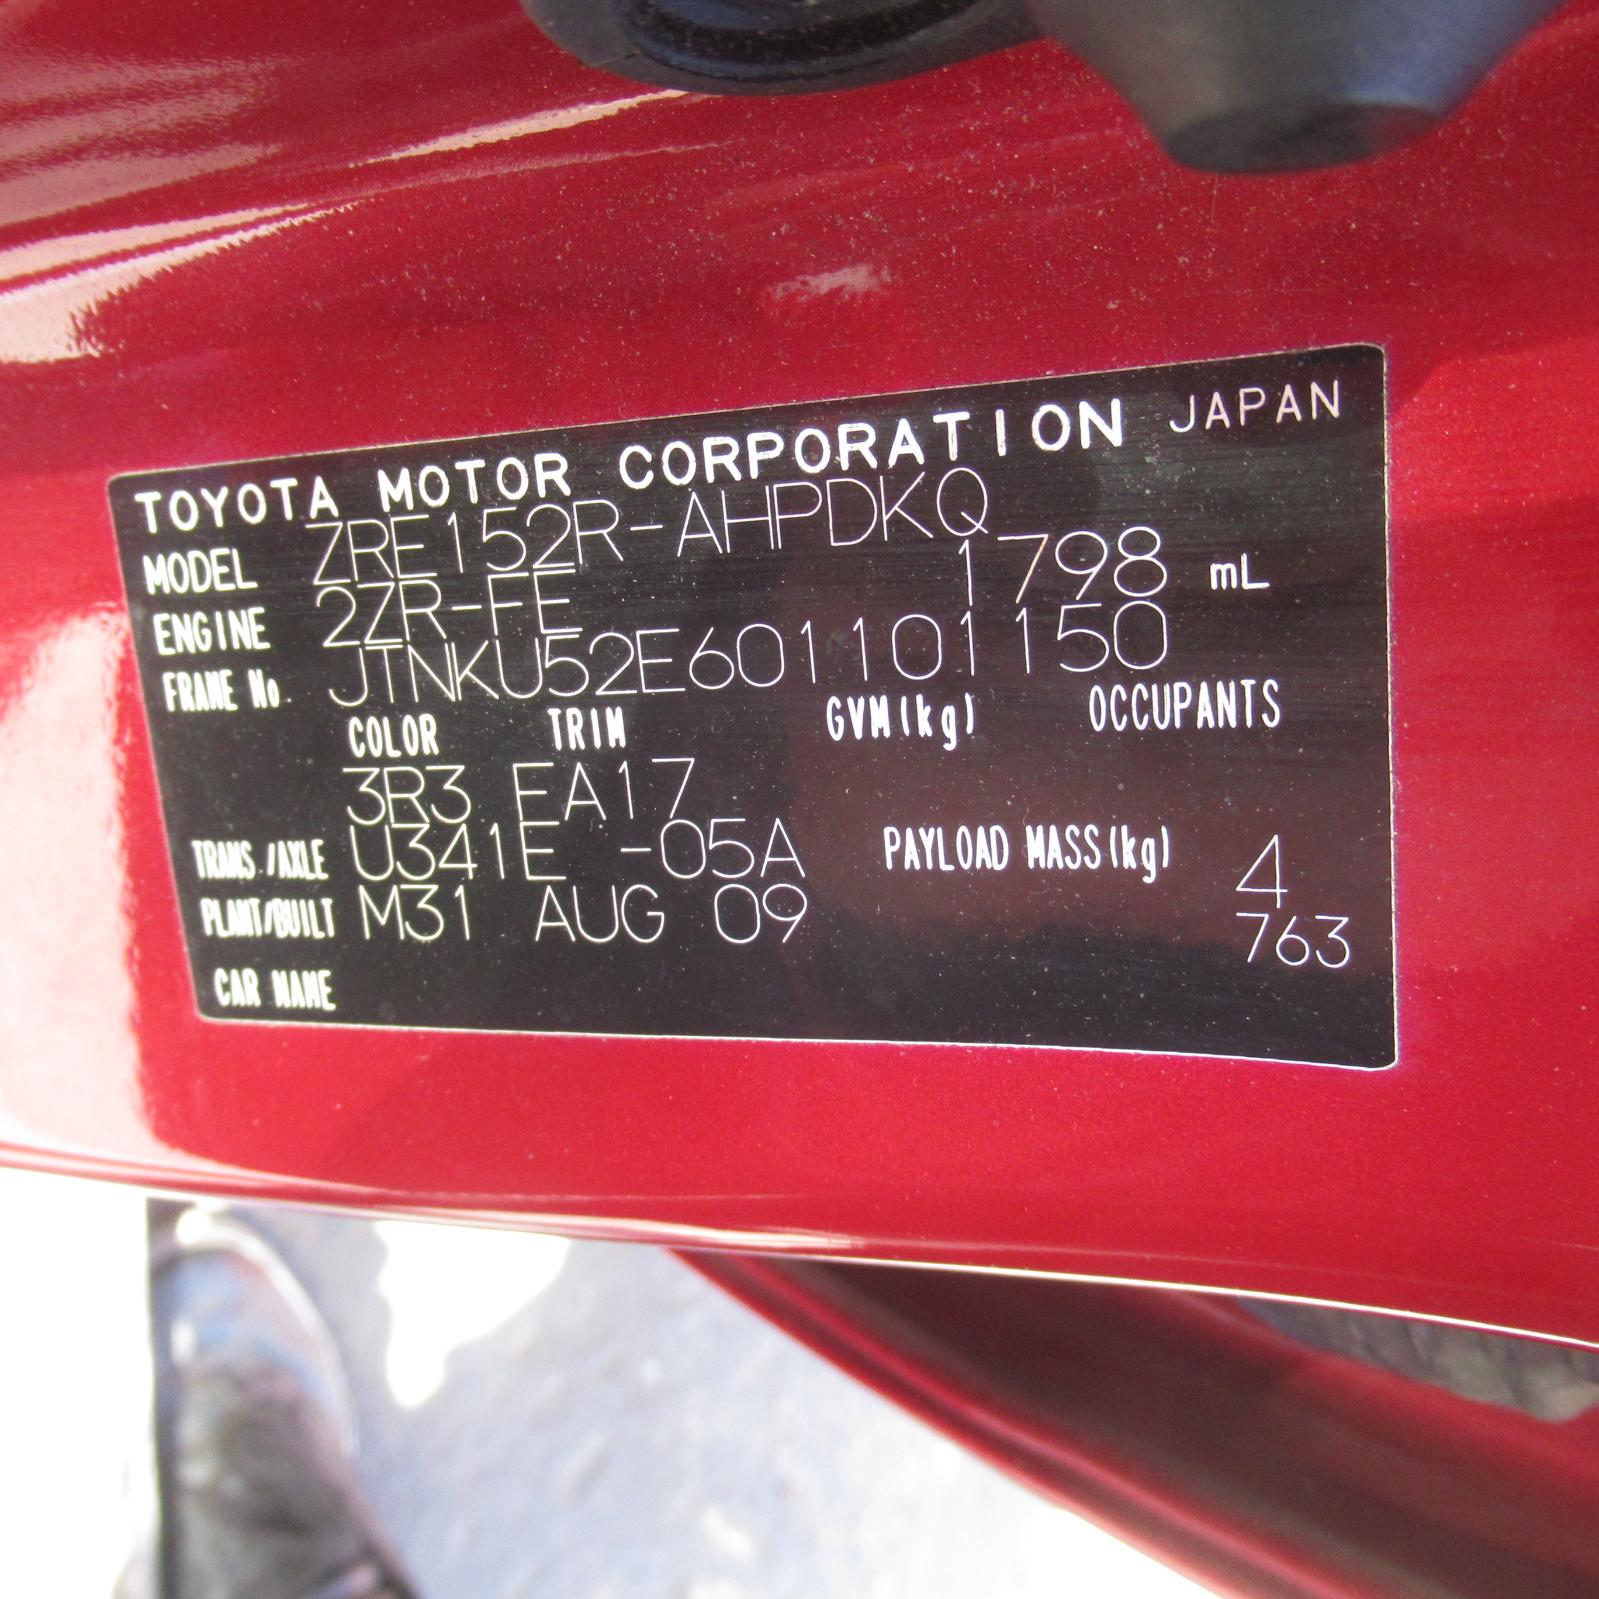 TOYOTA MOTOR CORPORATION JAPAN
MODEL ZRE152R-AHPDKQ
ENGINE 2ZR-FE 1798 mL
FRAME No. JTNKU52E601101150
COLOR TRIM GVM(kg) OCCUPANTS
3R3 EA17
TRANS./AXLE U341E -05A PAYLOAD MASS(kg) 4
PLANT/BUILT M31 AUG 09 763
CAR NAME